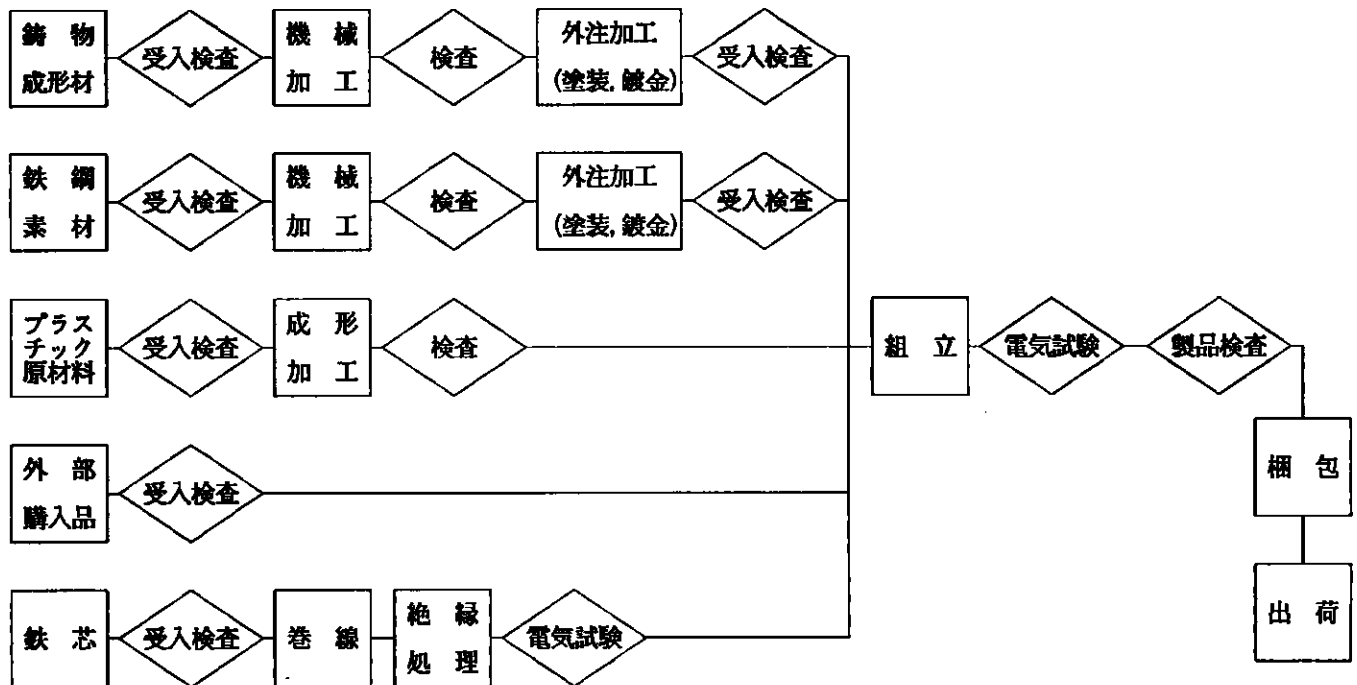 鋳物
成形材
受入検査
機械
加工
検査
外注加工
(塗装,鍍金)
受入検査
鉄鋼
素材
受入検査
機械
加工
検査
外注加工
(塗装,鍍金)
受入検査
プラス
チック
原材料
受入検査
成形
加工
検査
組立
電気試験
製品検査
外部
購入品
受入検査
梱包
鉄芯
受入検査
巻線
絶縁
処理
電気試験
出荷